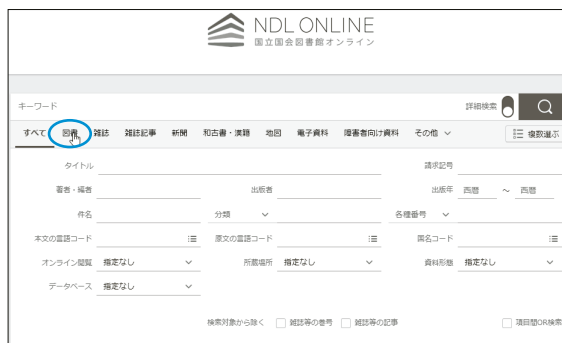 NDL ONLINE
国立国会図書館オンライン
キーワード 詳細検索
すべて 図書 雑誌 雑誌記事 新聞 和古書・漢籍 地図 電子資料 障害者向け資料 その他 複数選ぶ
タイトル 請求記号
著者・編者 出版者 出版年 西暦 ～ 西暦
件名 分類 各種番号
本文の言語コード 原文の言語コード 国名コード
オンライン閲覧 指定なし 所蔵場所 指定なし 資料形態 指定なし
データベース 指定なし
検索対象から除く 雑誌等の巻号 雑誌等の記事 項目間OR検索